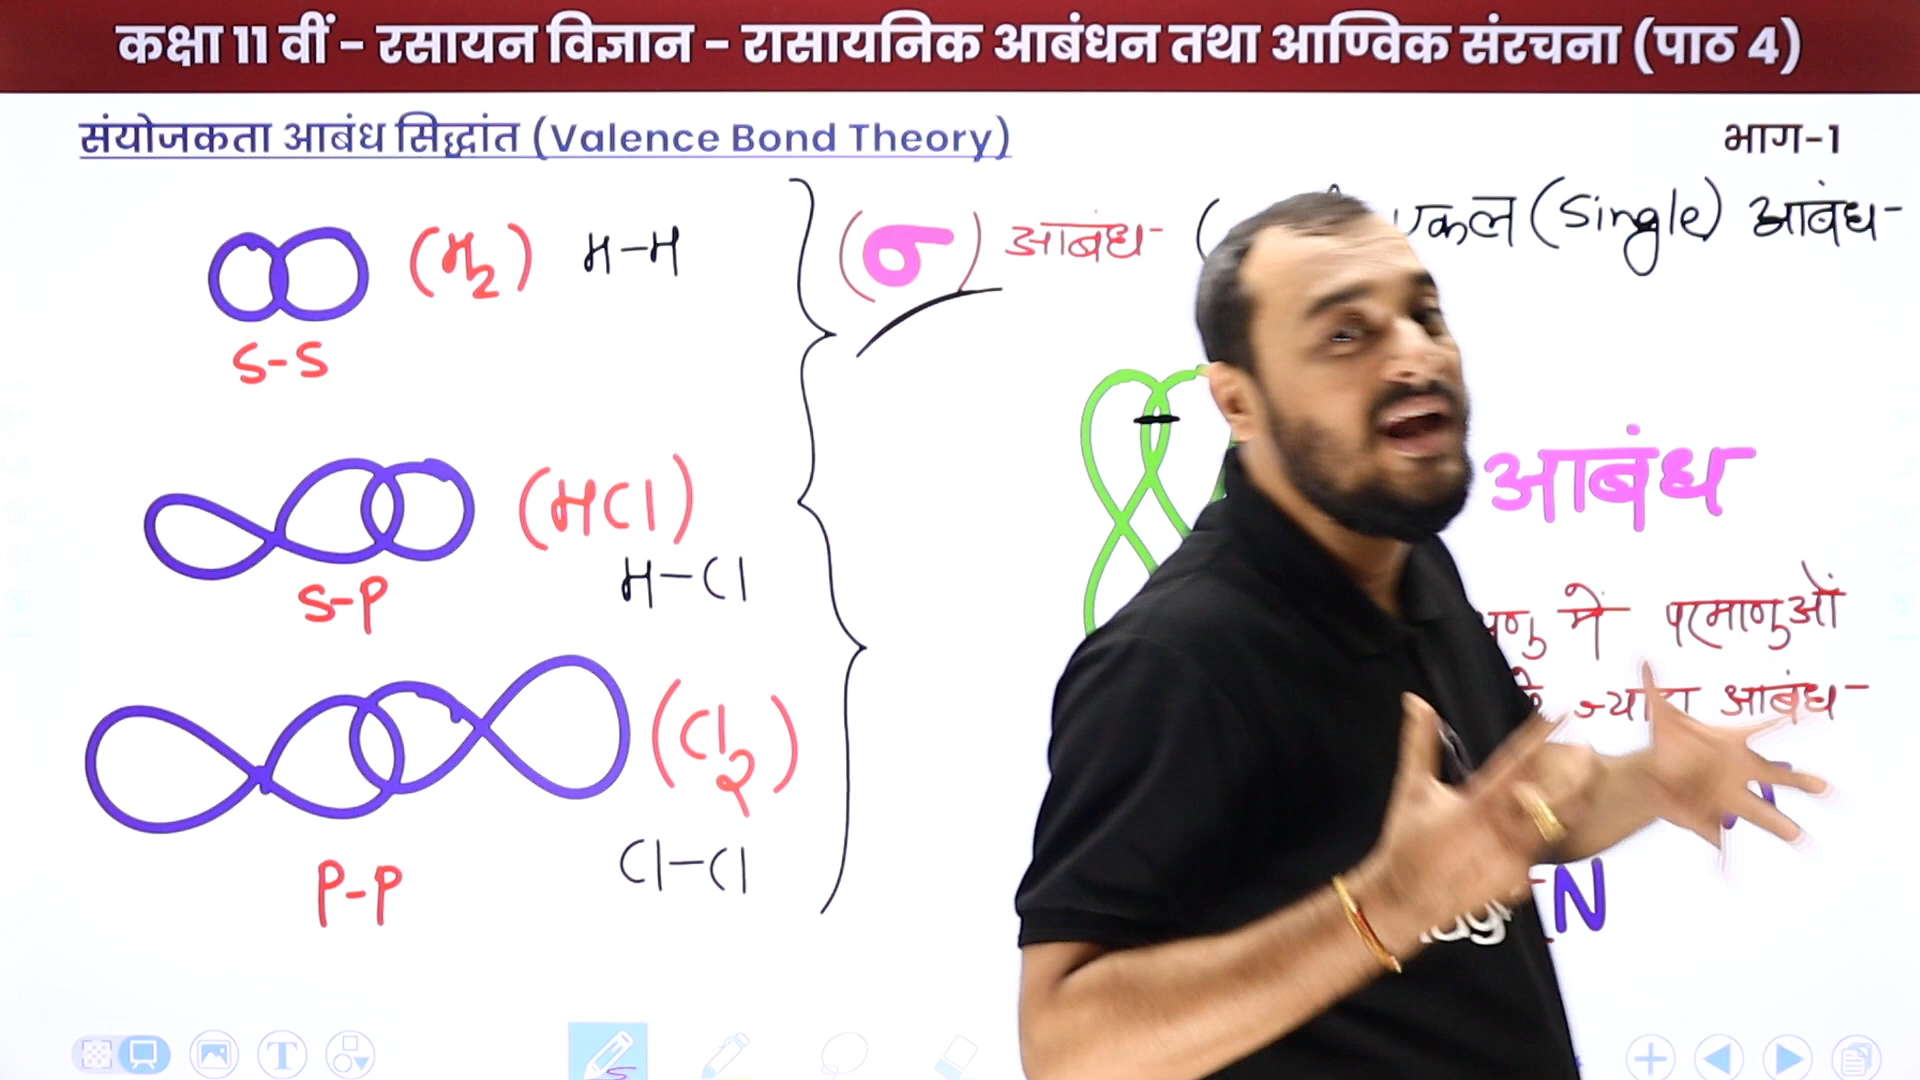 कक्षा 11 वीं - रसायन विज्ञान - रासायनिक आबंधन तथा आण्विक संरचना (पाठ 4)
संयोजकता आबंध सिद्धांत (Valence Bond Theory)
भाग-1
(H₂) H-H
S-S
(σ) आबंध- ( एकल (Single) आबंध-
(HCl)
H-Cl
S-P
आबंध
में परमाणुओं
ज्यादा आबंध-
(Cl₂)
Cl-Cl
P-P
N
T